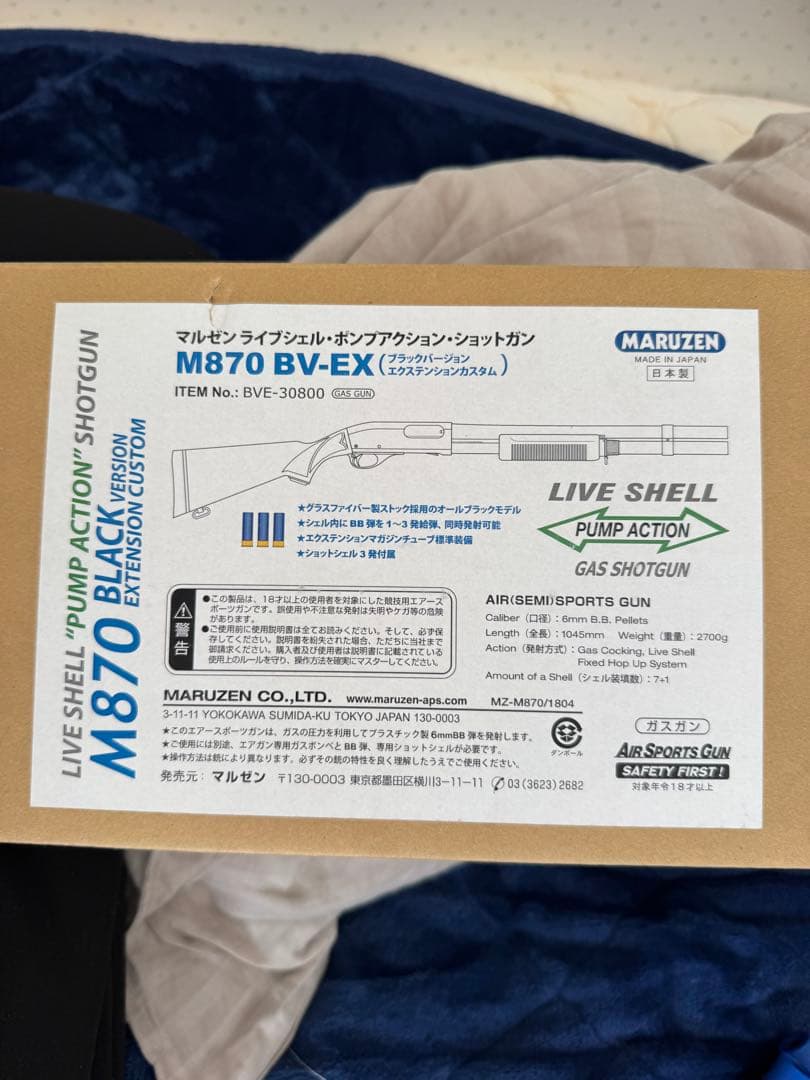 LIVE SHELL "PUMP ACTION" SHOTGUN
M870 BLACK VERSION
EXTENSION CUSTOM
マルゼン ライブシェル・ポンプアクション・ショットガン
M870 BV-EX(ブラックバージョン エクステンションカスタム)
ITEM No.: BVE-30800 GAS GUN
MARUZEN
MADE IN JAPAN
日本製
★グラスファイバー製ストック採用のオールブラックモデル
★シェル内にBB弾を1〜3発給弾、同時発射可能
★エクステンションマガジンチューブ標準装備
★ショットシェル3発付属
LIVE SHELL
PUMP ACTION
GAS SHOTGUN
警告
●この製品は、18才以上の使用者を対象にした競技用エアース
ポーツガンです。誤使用や不注意な発射は失明やケガ等の危険
があります。
●ご使用前に使用説明書は全てお読みください。そして、必ず保
存してください。説明書を紛失された場合、ただちに当社まで
御請求ください。購入者及び使用者は説明書に記載されている
使用上のルールを守り、操作方法を確実にマスターしてください。
AIR(SEMI)SPORTS GUN
Caliber (口径):6mm B.B. Pellets
Length (全長):1045mm Weight (重量):2700g
Action (発射方式):Gas Cocking, Live Shell
Fixed Hop Up System
Amount of a Shell (シェル装填数):7+1
MARUZEN CO.,LTD. www.maruzen-aps.com MZ-M870/1804
3-11-11 YOKOKAWA SUMIDA-KU TOKYO JAPAN 130-0003
★このエアースポーツガンは、ガスの圧力を利用してプラスチック製6mmBB弾を発射します。
★ご使用には別途、エアガン専用ガスボンベとBB弾、専用ショットシェルが必要です。
★操作方法は銃により異なります。必ずその銃の特性を良く理解したうえでご使用ください。
発売元: マルゼン 〒130-0003 東京都墨田区横川3-11-11 03(3623)2682
ダンボール
ガスガン
AIR SPORTS GUN
SAFETY FIRST!
対象年令18才以上